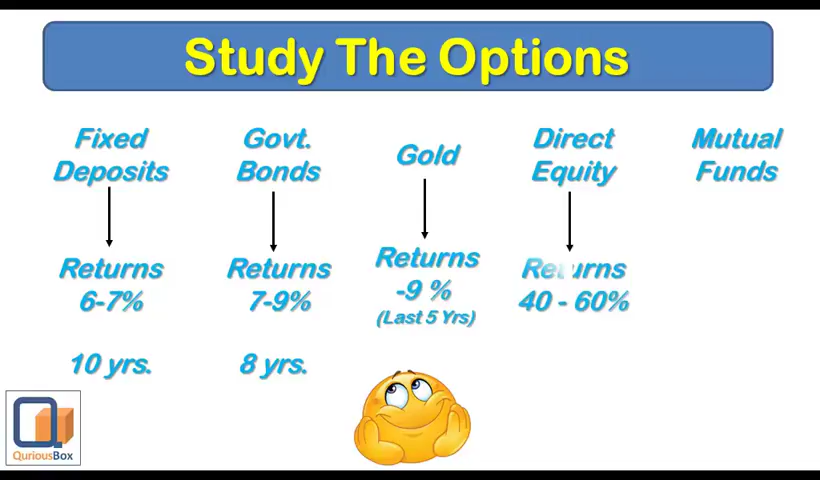 Study The Options
Fixed
Deposits
Returns
6-7%
10 yrs.
Govt.
Bonds
Returns
7-9%
8 yrs.
Gold
Returns
-9 %
(Last 5 Yrs)
Direct
Equity
Returns
40 - 60%
Mutual
Funds
QuriousBox